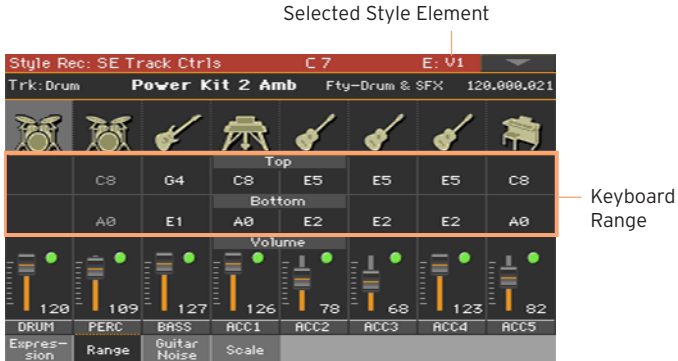 Selected Style Element
Style Rec: SE Track Ctrls C 7 E: V1
Trk:Drum Power Kit 2 Amb Fty-Drum & SFX 120.000.021
Top
C8 G4 C8 E5 E5 E5 C8
Bottom
A0 E1 A0 E2 E2 E2 A0
Keyboard
Range
Volume
120 109 127 126 78 68 123 82
DRUM PERC BASS ACC1 ACC2 ACC3 ACC4 ACC5
Expres-
sion
Range
Guitar
Noise
Scale